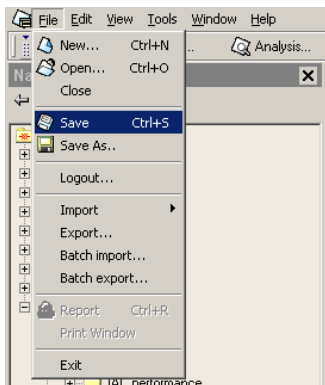 File Edit View Tools Window Help
New... Ctrl+N
.. Analysis...
Open... Ctrl+O
Close
Save Ctrl+S
Save As..
Logout...
Import
Export...
Batch import...
Batch export...
Report Ctrl+R
Print Window
Exit
performance